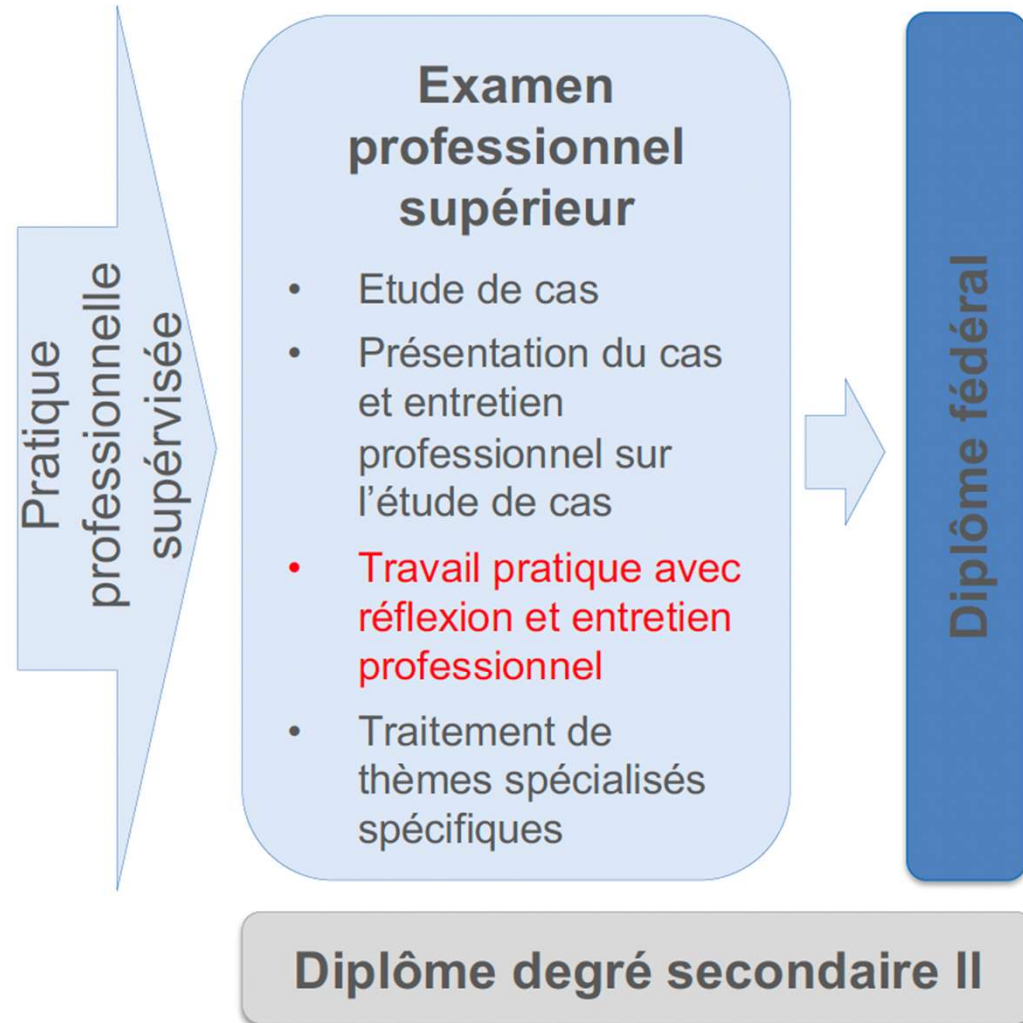 Pratique
professionnelle
supérvisée
Examen
professionnel
supérieur
• Etude de cas
• Présentation du cas
et entretien
professionnel sur
l'étude de cas
• Travail pratique avec
réflexion et entretien
professionnel
• Traitement de
thèmes spécialisés
spécifiques
Diplôme fédéral
Diplôme degré secondaire II